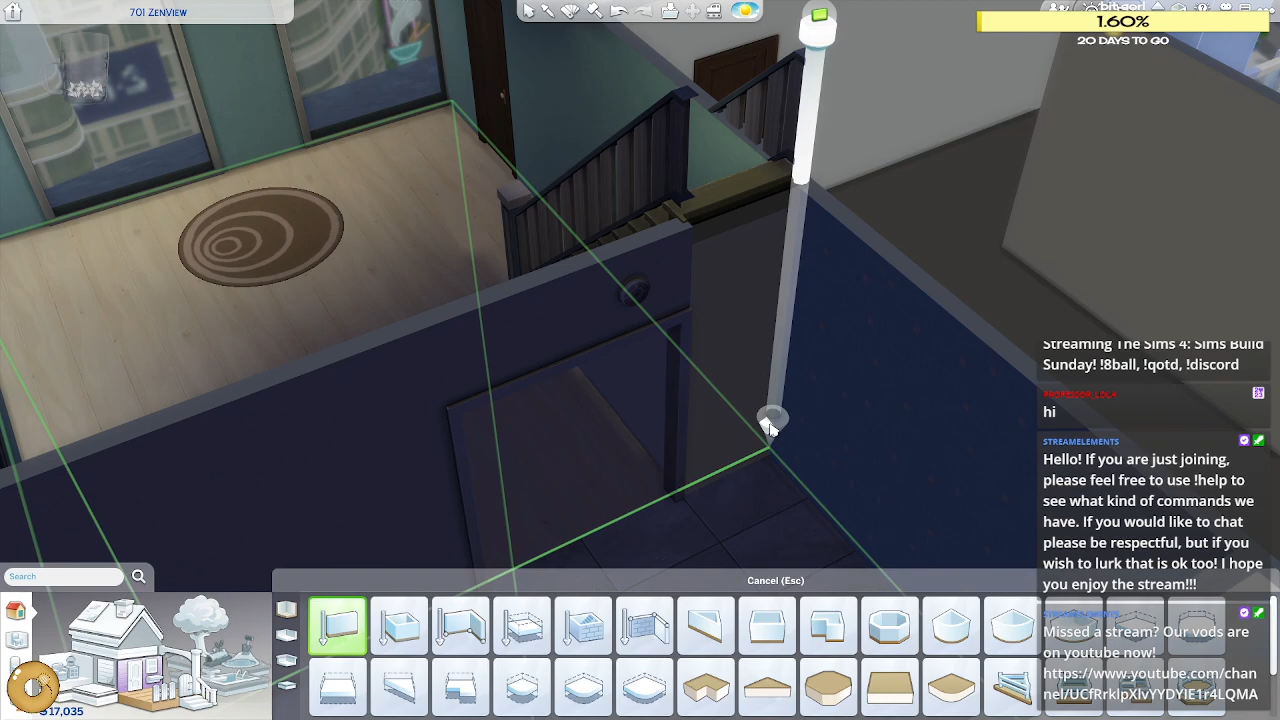 701 ZenView
bitgerl
1.60%
20 DAYS TO GO
Streaming The Sims 4: Sims Build
Sunday! !8ball, !qotd, !discord
PROFESSOR_LOLA
hi
STREAMELEMENTS
Hello! If you are just joining,
please feel free to use !help to
see what kind of commands we
have. If you would like to chat
please be respectful, but if you
wish to lurk that is ok too! I hope
you enjoy the stream!!!
Missed a stream? Our vods are
on youtube now!
https://www.youtube.com/chan
nel/UCfRrklpXlvYYDYiE1r4LQMA
Cancel (Esc)
Search
17,035